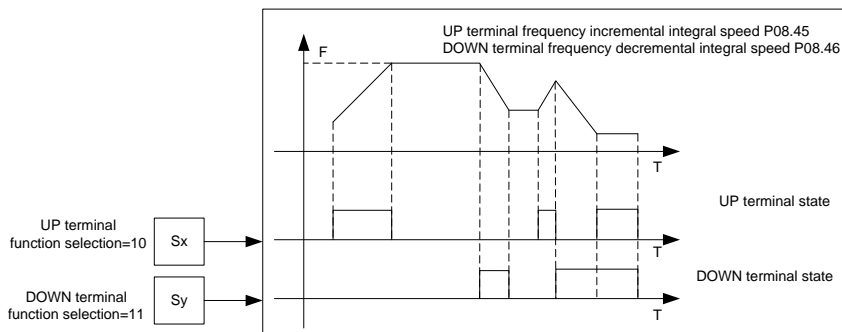 UP terminal frequency incremental integral speed P08.45
DOWN terminal frequency decremental integral speed P08.46
F
T
UP terminal state
UP terminal
function selection=10
Sx
T
DOWN terminal state
DOWN terminal
function selection=11
Sy
T